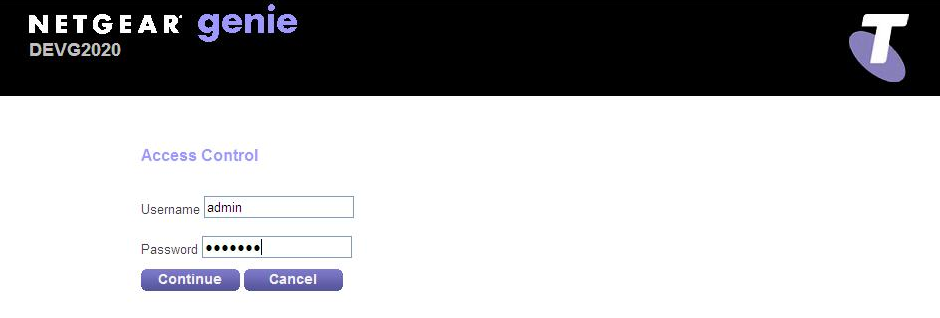 NETGEAR® genie
DEVG2020
T
Access Control
Username admin
Password •••••••
Continue Cancel